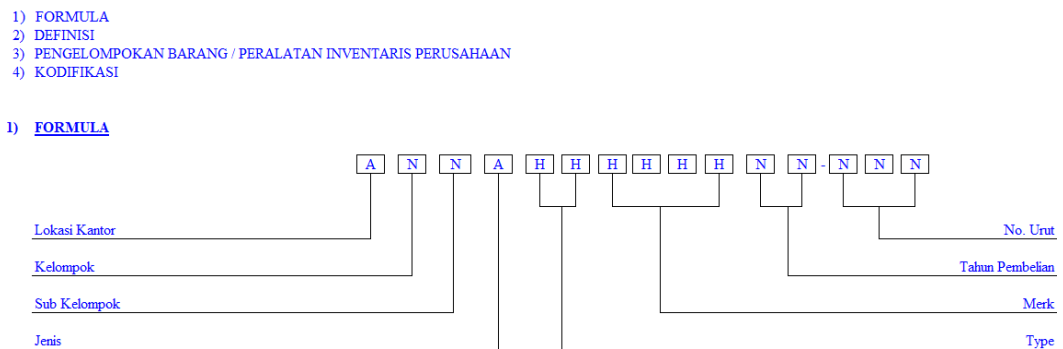 1) FORMULA
2) DEFINISI
3) PENGELOMPOKAN BARANG / PERALATAN INVENTARIS PERUSAHAAN
4) KODIFIKASI
1) FORMULA
A N N A H H H H H H N N - N N N
Lokasi Kantor No. Urut
Kelompok Tahun Pembelian
Sub Kelompok Merk
Jenis Type